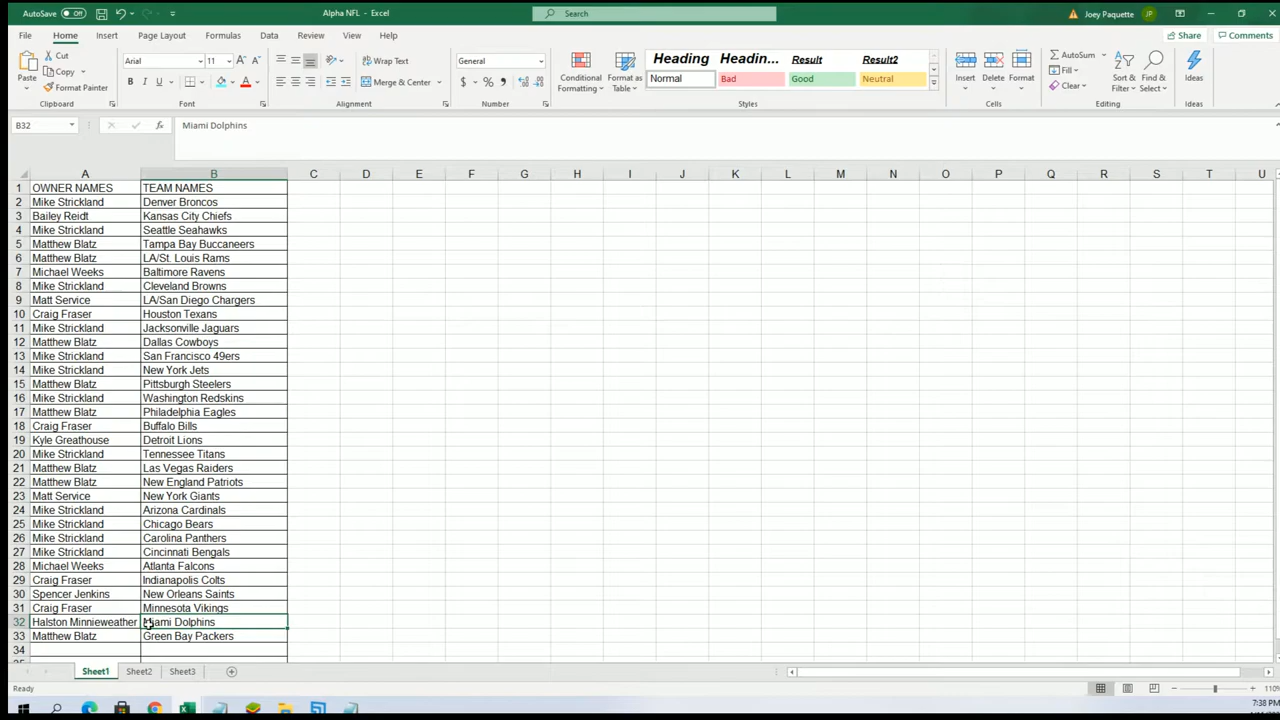 AutoSave Off Alpha NFL - Excel Search Joey Paquette JP
File Home Insert Page Layout Formulas Data Review View Help Share Comments
Cut
Copy
Format Painter
Paste
Clipboard
Arial 11
B I U
Font
Wrap Text
Merge & Center
Alignment
General
$ % ,
Number
Conditional Formatting
Format as Table
Heading Headin... Result Result2
Normal Bad Good Neutral
Styles
Insert Delete Format
Cells
AutoSum
Fill
Clear
Sort & Filter
Find & Select
Editing
Ideas
Ideas
B32 fx Miami Dolphins
A B C D E F G H I J K L M N O P Q R S T U
1 OWNER NAMES TEAM NAMES
2 Mike Strickland Denver Broncos
3 Bailey Reidt Kansas City Chiefs
4 Mike Strickland Seattle Seahawks
5 Matthew Blatz Tampa Bay Buccaneers
6 Matthew Blatz LA/St. Louis Rams
7 Michael Weeks Baltimore Ravens
8 Mike Strickland Cleveland Browns
9 Matt Service LA/San Diego Chargers
10 Craig Fraser Houston Texans
11 Mike Strickland Jacksonville Jaguars
12 Matthew Blatz Dallas Cowboys
13 Mike Strickland San Francisco 49ers
14 Mike Strickland New York Jets
15 Matthew Blatz Pittsburgh Steelers
16 Mike Strickland Washington Redskins
17 Matthew Blatz Philadelphia Eagles
18 Craig Fraser Buffalo Bills
19 Kyle Greathouse Detroit Lions
20 Mike Strickland Tennessee Titans
21 Matthew Blatz Las Vegas Raiders
22 Matthew Blatz New England Patriots
23 Matt Service New York Giants
24 Mike Strickland Arizona Cardinals
25 Mike Strickland Chicago Bears
26 Mike Strickland Carolina Panthers
27 Mike Strickland Cincinnati Bengals
28 Michael Weeks Atlanta Falcons
29 Craig Fraser Indianapolis Colts
30 Spencer Jenkins New Orleans Saints
31 Craig Fraser Minnesota Vikings
32 Halston Minnieweather Miami Dolphins
33 Matthew Blatz Green Bay Packers
34
Sheet1 Sheet2 Sheet3
Ready 110%
7:38 PM